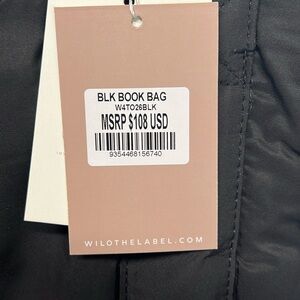 BLK BOOK BAG
W4TO26BLK
MSRP $108 USD
9354468156740
WILOTHELABEL.COM